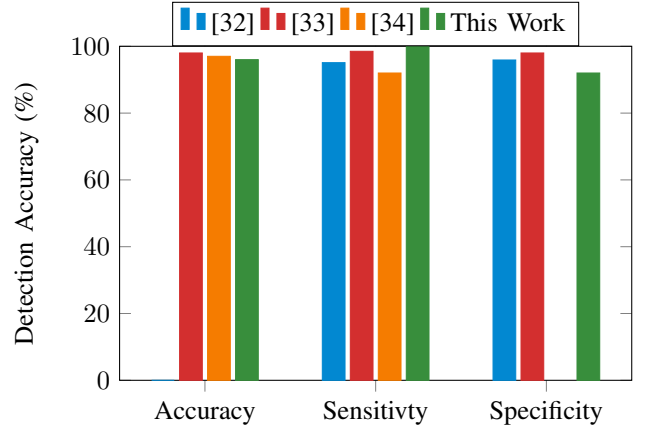 [32] [33] [34] This Work
Detection Accuracy (%)
100
80
60
40
20
0
Accuracy Sensitivty Specificity